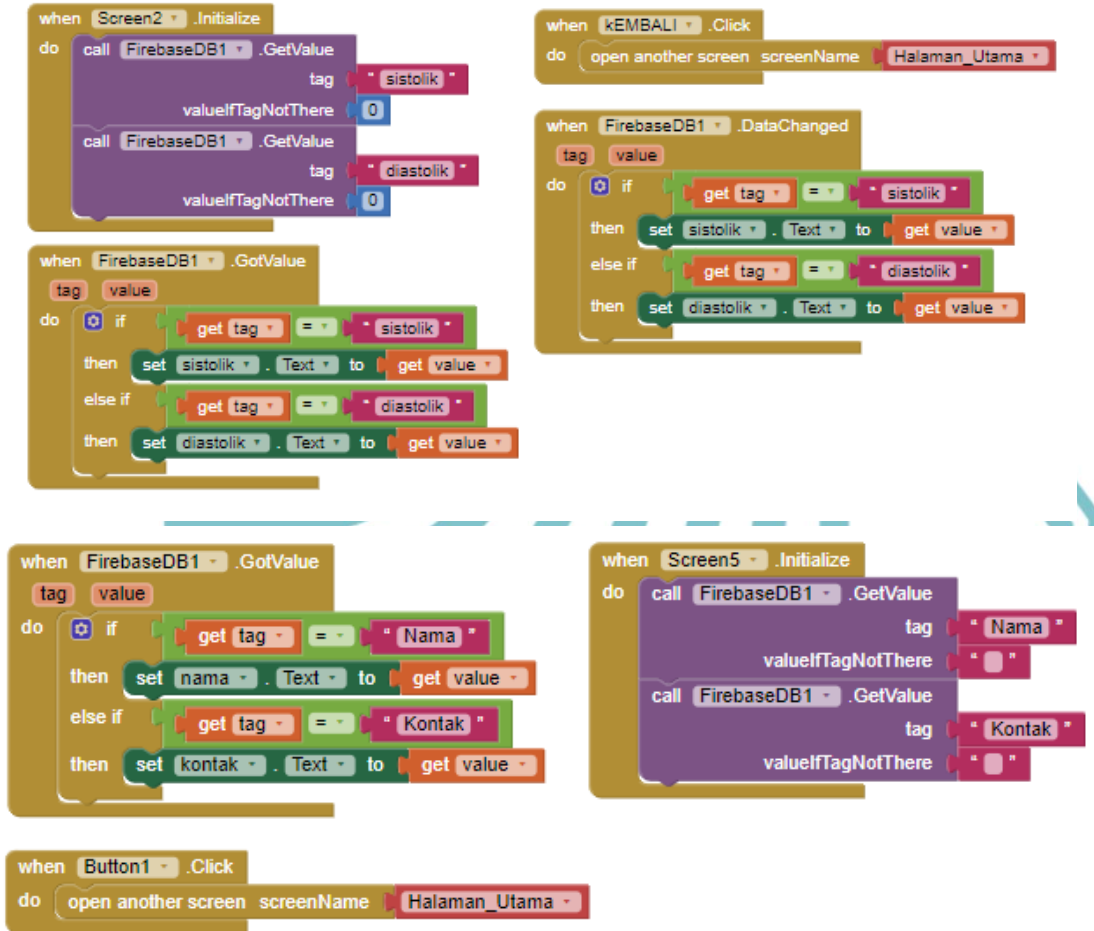 when Screen2 .Initialize
do call FirebaseDB1 .GetValue
tag " sistolik "
valueIfTagNotThere 0
call FirebaseDB1 .GetValue
tag " diastolik "
valueIfTagNotThere 0
when FirebaseDB1 .GotValue
tag value
do if get tag = " sistolik "
then set sistolik . Text to get value
else if get tag = " diastolik "
then set diastolik . Text to get value
when kEMBALI .Click
do open another screen screenName Halaman_Utama
when FirebaseDB1 .DataChanged
tag value
do if get tag = " sistolik "
then set sistolik . Text to get value
else if get tag = " diastolik "
then set diastolik . Text to get value
when FirebaseDB1 .GotValue
tag value
do if get tag = " Nama "
then set nama . Text to get value
else if get tag = " Kontak "
then set kontak . Text to get value
when Screen5 .Initialize
do call FirebaseDB1 .GetValue
tag " Nama "
valueIfTagNotThere " "
call FirebaseDB1 .GetValue
tag " Kontak "
valueIfTagNotThere " "
when Button1 .Click
do open another screen screenName Halaman_Utama